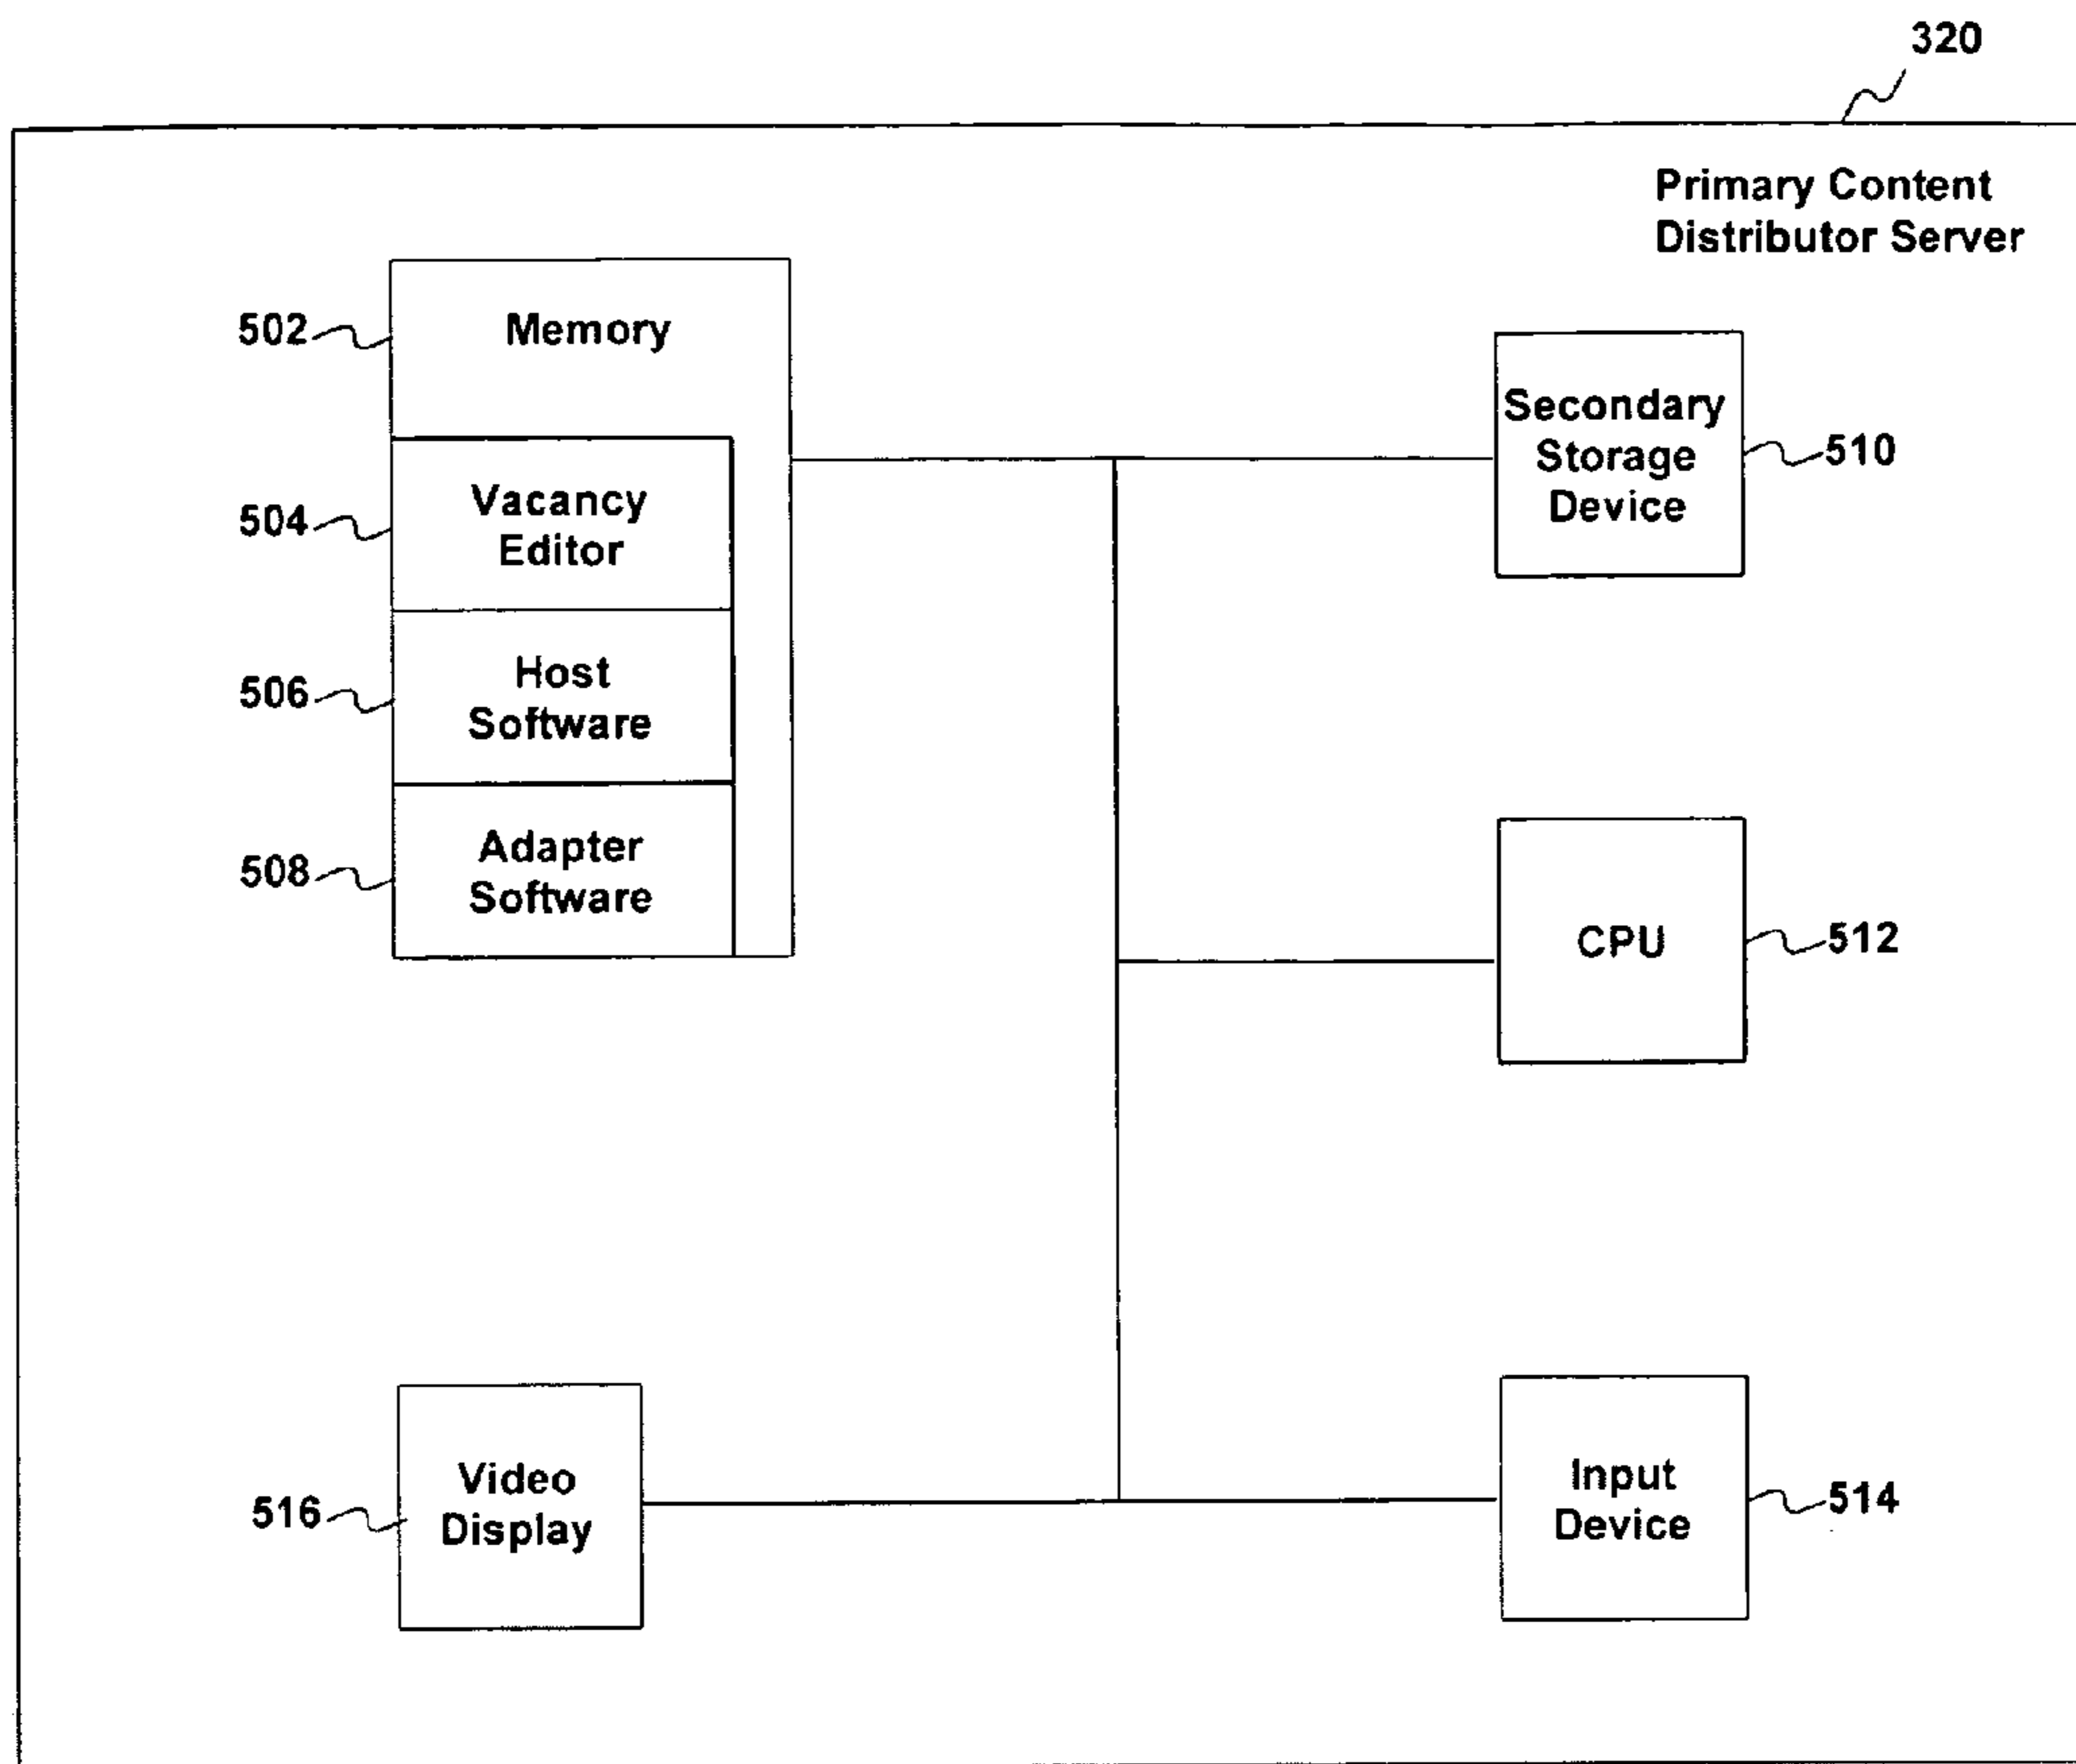 320
Primary Content
Distributor Server
502
Memory
504
Vacancy
Editor
506
Host
Software
508
Adapter
Software
Secondary
Storage
Device
510
CPU
512
516
Video
Display
Input
Device
514